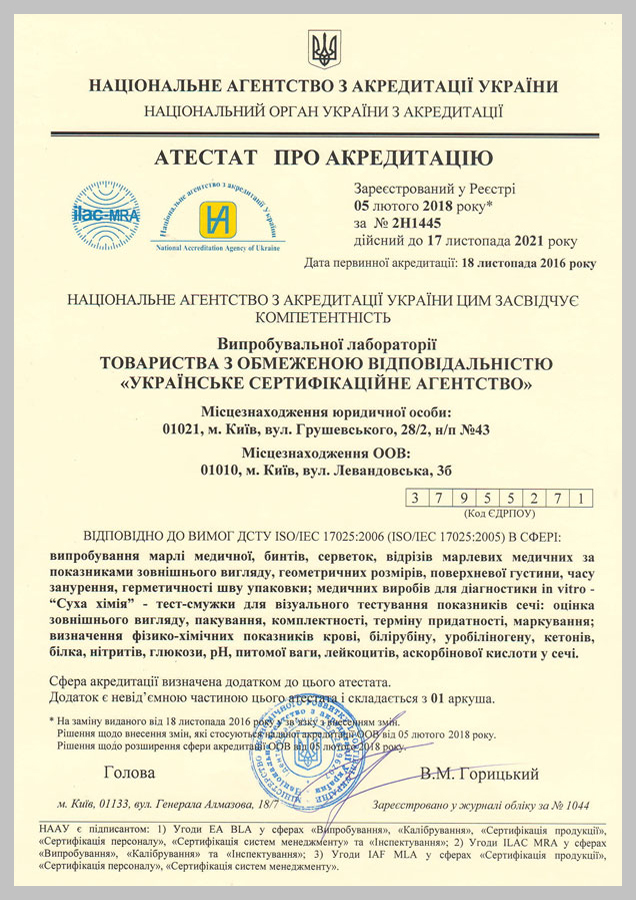 НАЦІОНАЛЬНЕ АГЕНТСТВО З АКРЕДИТАЦІЇ УКРАЇНИ
НАЦІОНАЛЬНИЙ ОРГАН УКРАЇНИ З АКРЕДИТАЦІЇ
АТЕСТАТ ПРО АКРЕДИТАЦІЮ
ilac-MRA
Національне агентство з акредитації України
НА
National Accreditation Agency of Ukraine
Зареєстрований у Реєстрі
05 лютого 2018 року*
за № 2Н1445
дійсний до 17 листопада 2021 року
Дата первинної акредитації: 18 листопада 2016 року
НАЦІОНАЛЬНЕ АГЕНТСТВО З АКРЕДИТАЦІЇ УКРАЇНИ ЦИМ ЗАСВІДЧУЄ
КОМПЕТЕНТНІСТЬ
Випробувальної лабораторії
ТОВАРИСТВА З ОБМЕЖЕНОЮ ВІДПОВІДАЛЬНІСТЮ
«УКРАЇНСЬКЕ СЕРТИФІКАЦІЙНЕ АГЕНТСТВО»
Місцезнаходження юридичної особи:
01021, м. Київ, вул. Грушевського, 28/2, н/п №43
Місцезнаходження ООВ:
01010, м. Київ, вул. Левандовська, 3б
3 7 9 5 5 2 7 1
(Код ЄДРПОУ)
ВІДПОВІДНО ДО ВИМОГ ДСТУ ISO/IEC 17025:2006 (ISO/IEC 17025:2005) В СФЕРІ:
випробування марлі медичної, бинтів, серветок, відрізів марлевих медичних за
показниками зовнішнього вигляду, геометричних розмірів, поверхневої густини, часу
занурення, герметичності шву упаковки; медичних виробів для діагностики in vitro -
“Суха хімія” - тест-смужки для візуального тестування показників сечі: оцінка
зовнішнього вигляду, пакування, комплектності, терміну придатності, маркування;
визначення фізико-хімічних показників крові, білірубіну, уробіліногену, кетонів,
білка, нітритів, глюкози, рН, питомої ваги, лейкоцитів, аскорбінової кислоти у сечі.
Сфера акредитації визначена додатком до цього атестата.
Додаток є невід’ємною частиною цього атестата і складається з 01 аркуша.
* На заміну виданого від 18 листопада 2016 року у зв’язку з внесенням змін.
Рішення щодо внесення змін, які стосуються наданої акредитації ООВ від 05 лютого 2018 року.
Рішення щодо розширення сфери акредитації ООВ від 05 лютого 2018 року.
Голова
В.М. Горицький
м. Київ, 01133, вул. Генерала Алмазова, 18/7
Зареєстровано у журналі обліку за № 1044
НААУ є підписантом: 1) Угоди EA BLA у сферах «Випробування», «Калібрування», «Сертифікація продукції»,
«Сертифікація персоналу», «Сертифікація систем менеджменту» та «Інспектування»; 2) Угоди ILAC MRA у сферах
«Випробування», «Калібрування» та «Інспектування»; 3) Угоди IAF MLA у сферах «Сертифікація продукції»,
«Сертифікація персоналу», «Сертифікація систем менеджменту».